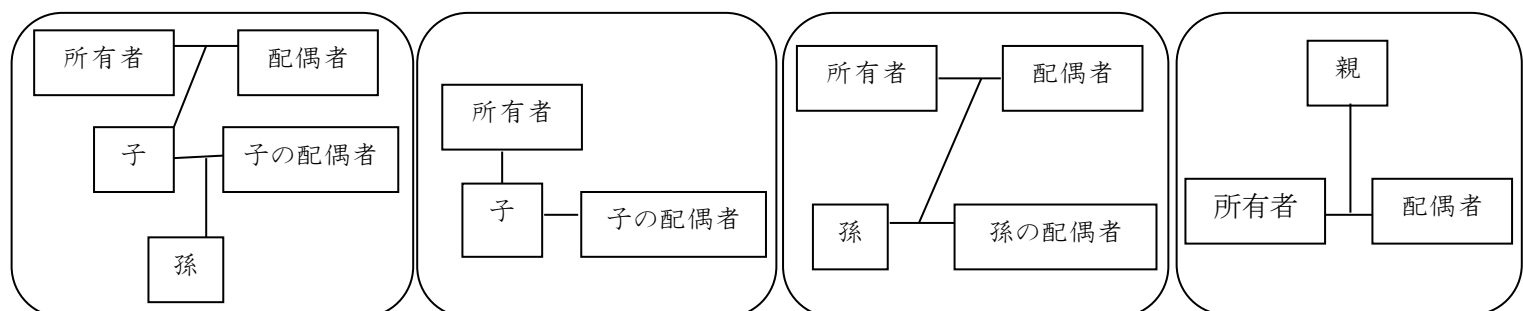 所有者
配偶者
子
子の配偶者
孫
所有者
子
子の配偶者
所有者
配偶者
孫
孫の配偶者
親
所有者
配偶者